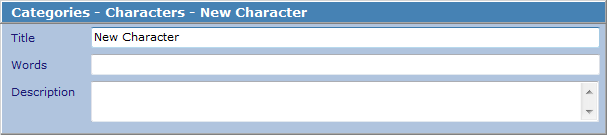 Categories - Characters - New Character
Title New Character
Words
Description